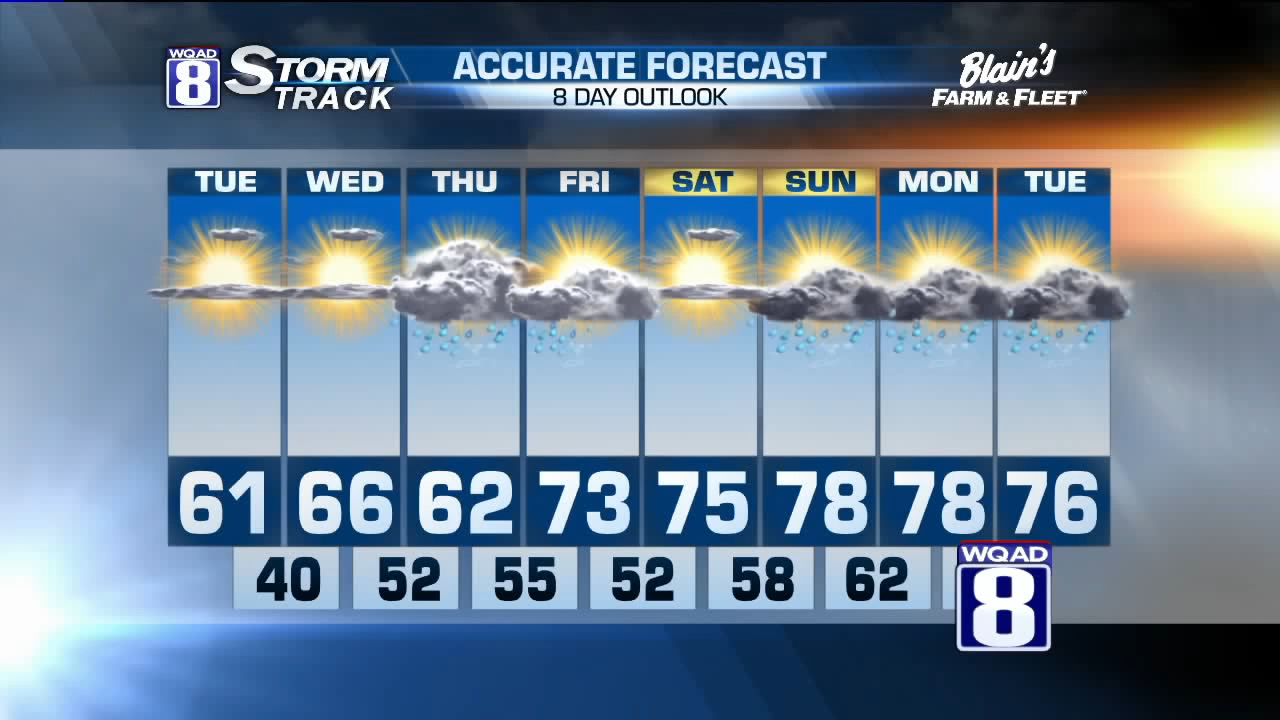 WQAD
8
STORM
TRACK
ACCURATE FORECAST
8 DAY OUTLOOK
Blain's
FARM & FLEET®
TUE WED THU FRI SAT SUN MON TUE
61 66 62 73 75 78 78 76
40 52 55 52 58 62
WQAD
8